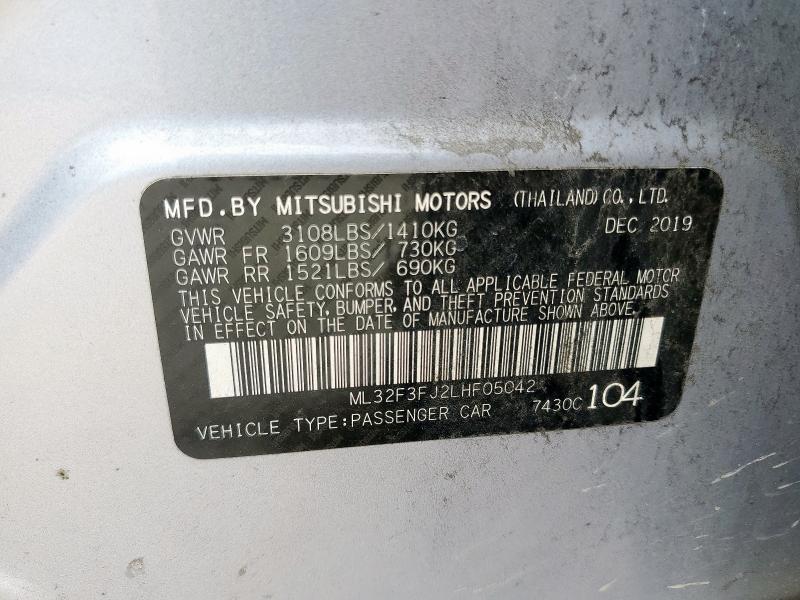 MFD. BY MITSUBISHI MOTORS (THAILAND) CO., LTD.
GVWR 3108LBS/1410KG DEC 2019
GAWR FR 1609LBS/ 730KG
GAWR RR 1521LBS/ 690KG
THIS VEHICLE CONFORMS TO ALL APPLICABLE FEDERAL MOTOR
VEHICLE SAFETY, BUMPER, AND THEFT PREVENTION STANDARDS
IN EFFECT ON THE DATE OF MANUFACTURE SHOWN ABOVE.
ML32F3FJ2LHF05042
VEHICLE TYPE:PASSENGER CAR 7430C 104